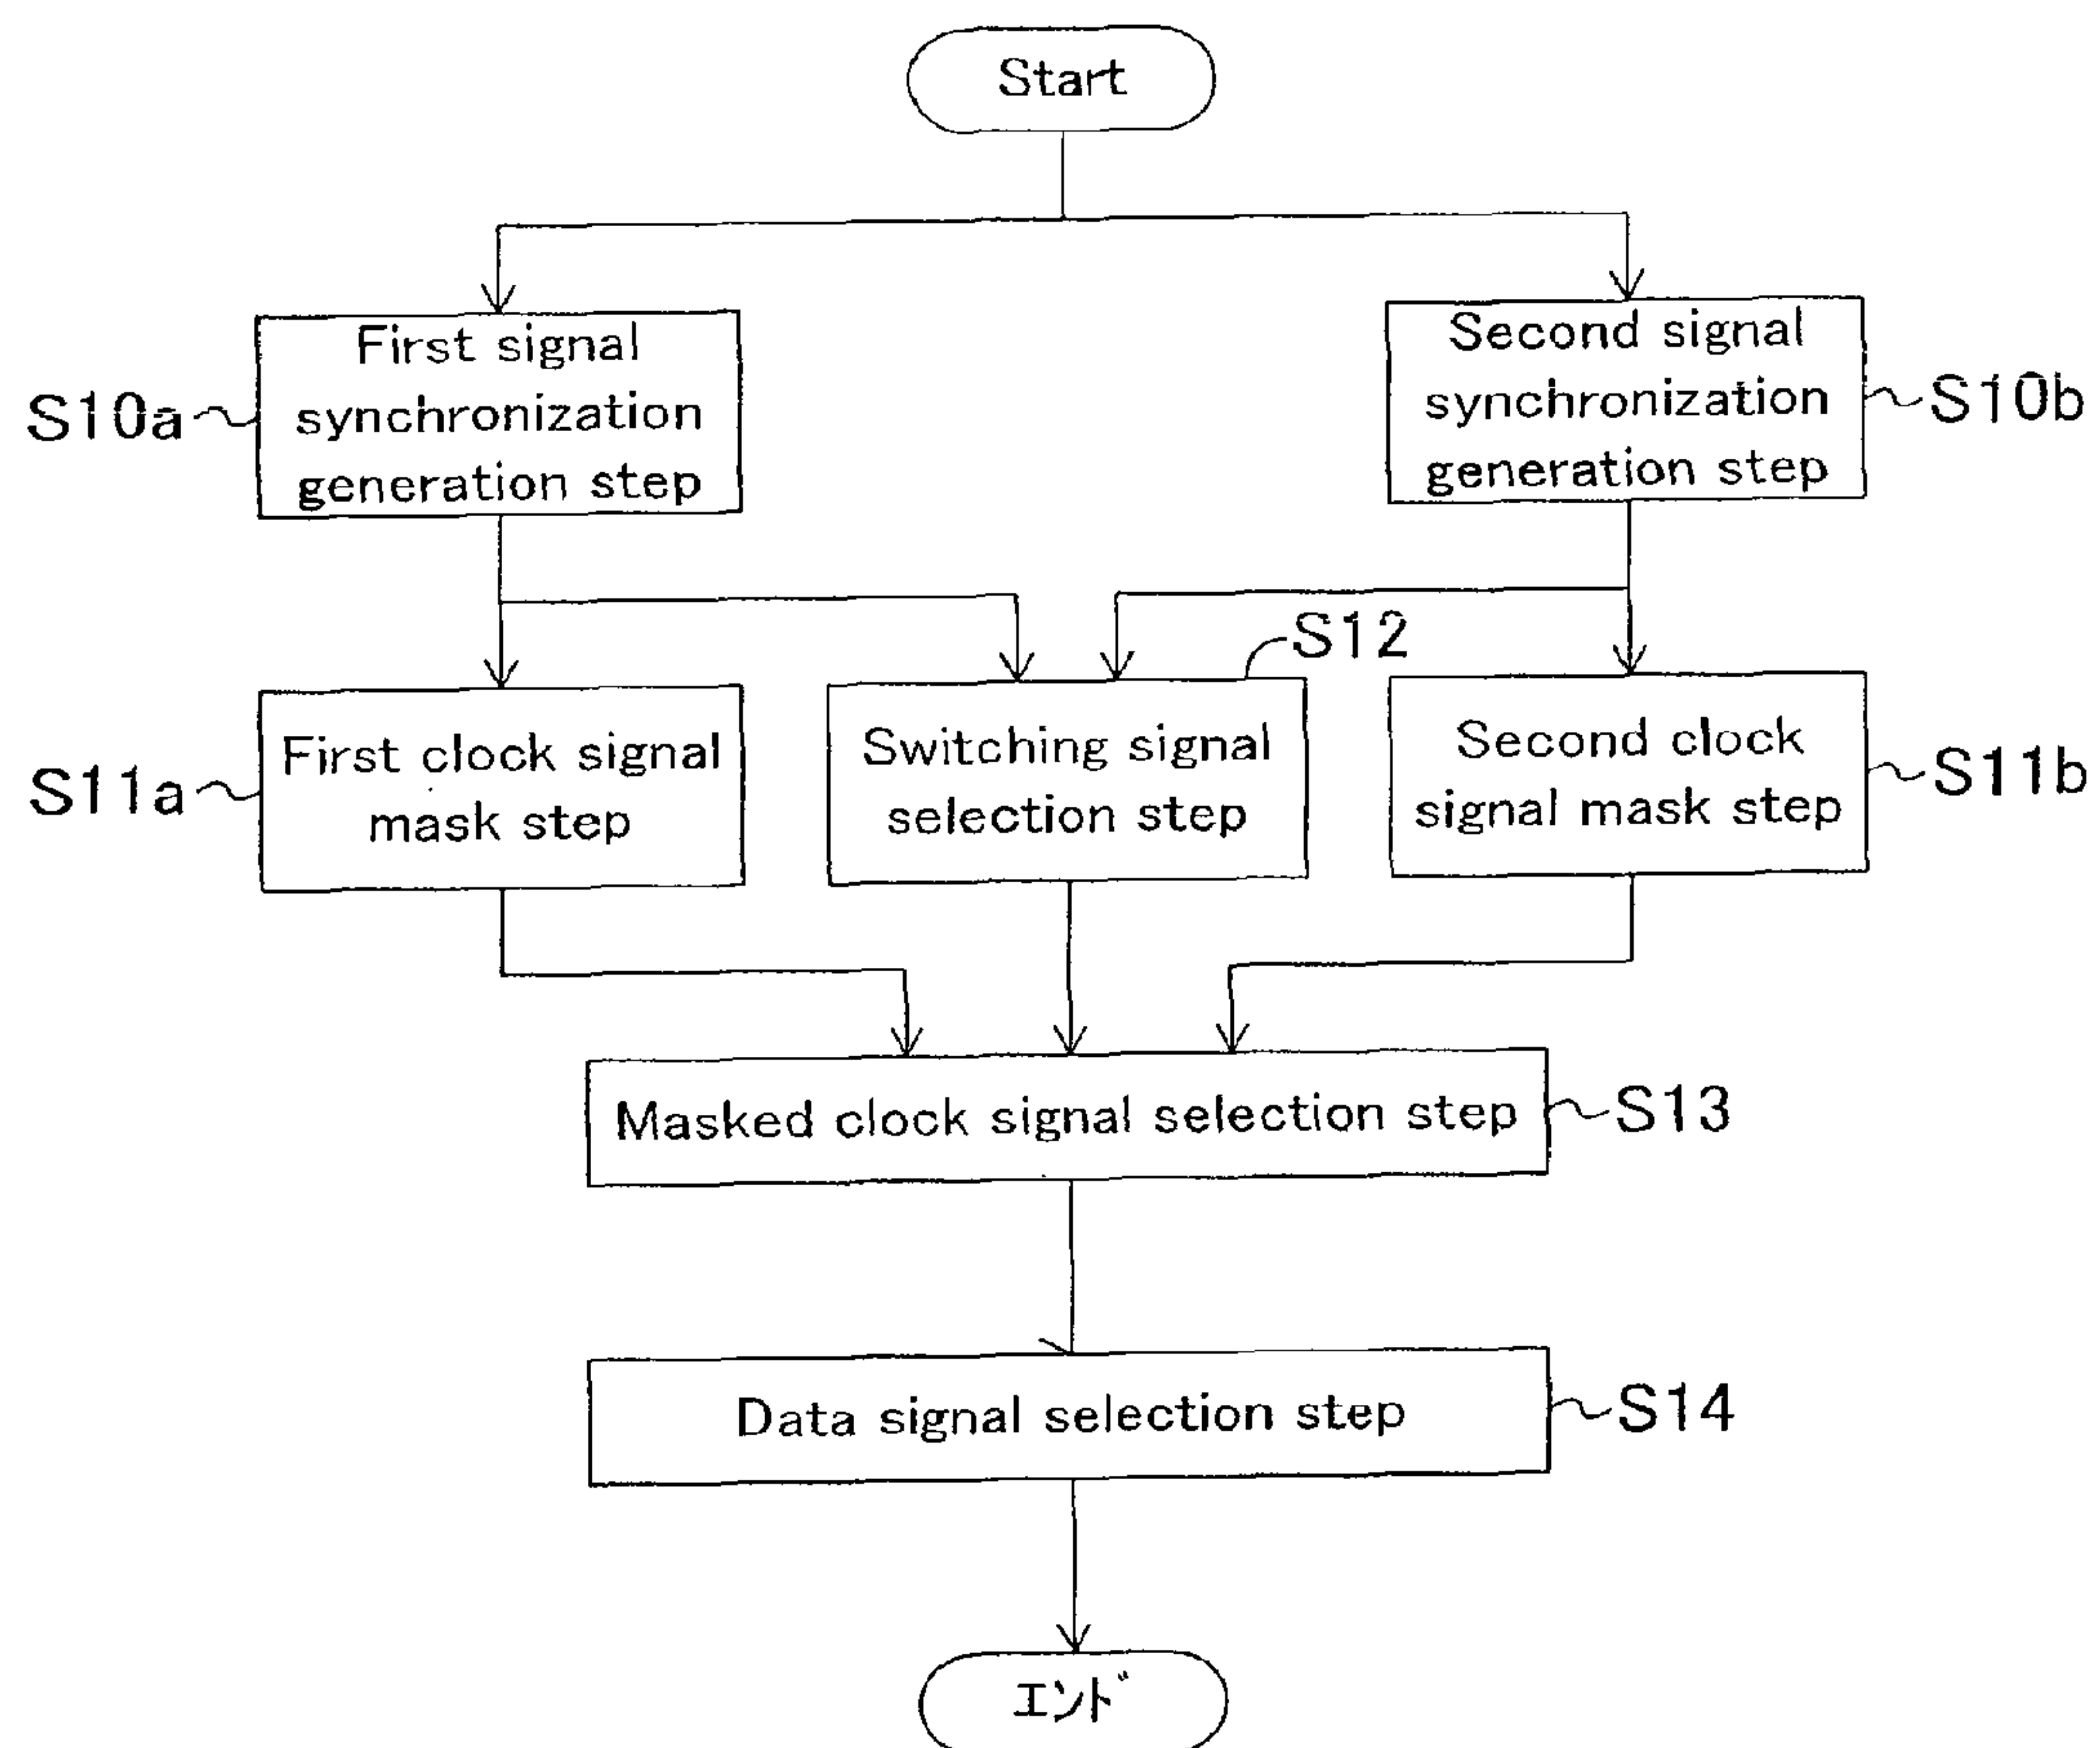 Start
First signal
synchronization
generation step
S10a
Second signal
synchronization
generation step
S10b
S12
First clock signal
mask step
S11a
Switching signal
selection step
Second clock
signal mask step
S11b
Masked clock signal selection step
S13
Data signal selection step
S14
エンド